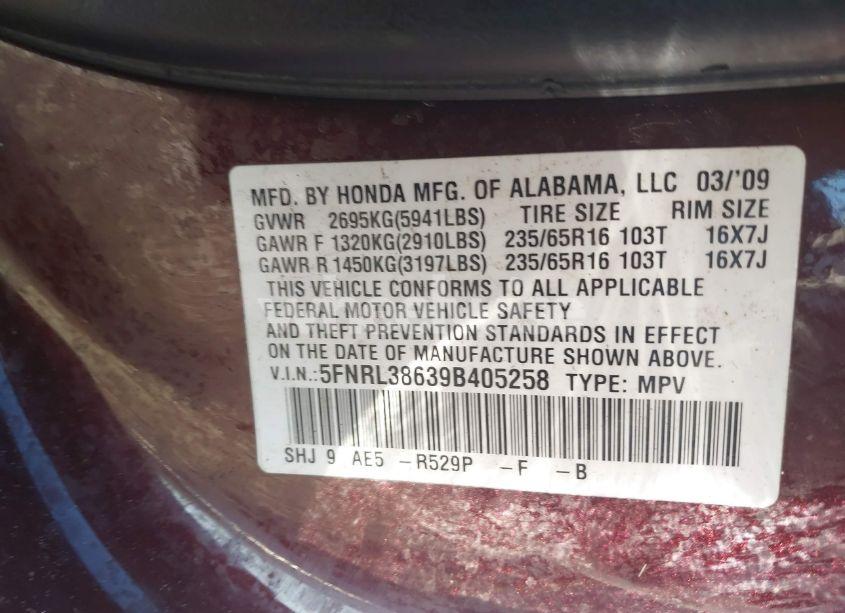 MFD. BY HONDA MFG. OF ALABAMA, LLC 03/'09
GVWR 2695KG(5941LBS) TIRE SIZE RIM SIZE
GAWR F 1320KG(2910LBS) 235/65R16 103T 16X7J
GAWR R 1450KG(3197LBS) 235/65R16 103T 16X7J
THIS VEHICLE CONFORMS TO ALL APPLICABLE
FEDERAL MOTOR VEHICLE SAFETY
AND THEFT PREVENTION STANDARDS IN EFFECT
ON THE DATE OF MANUFACTURE SHOWN ABOVE.
V.I.N.:5FNRL38639B405258 TYPE: MPV
SHJ 9 AE5 -R529P -F -B